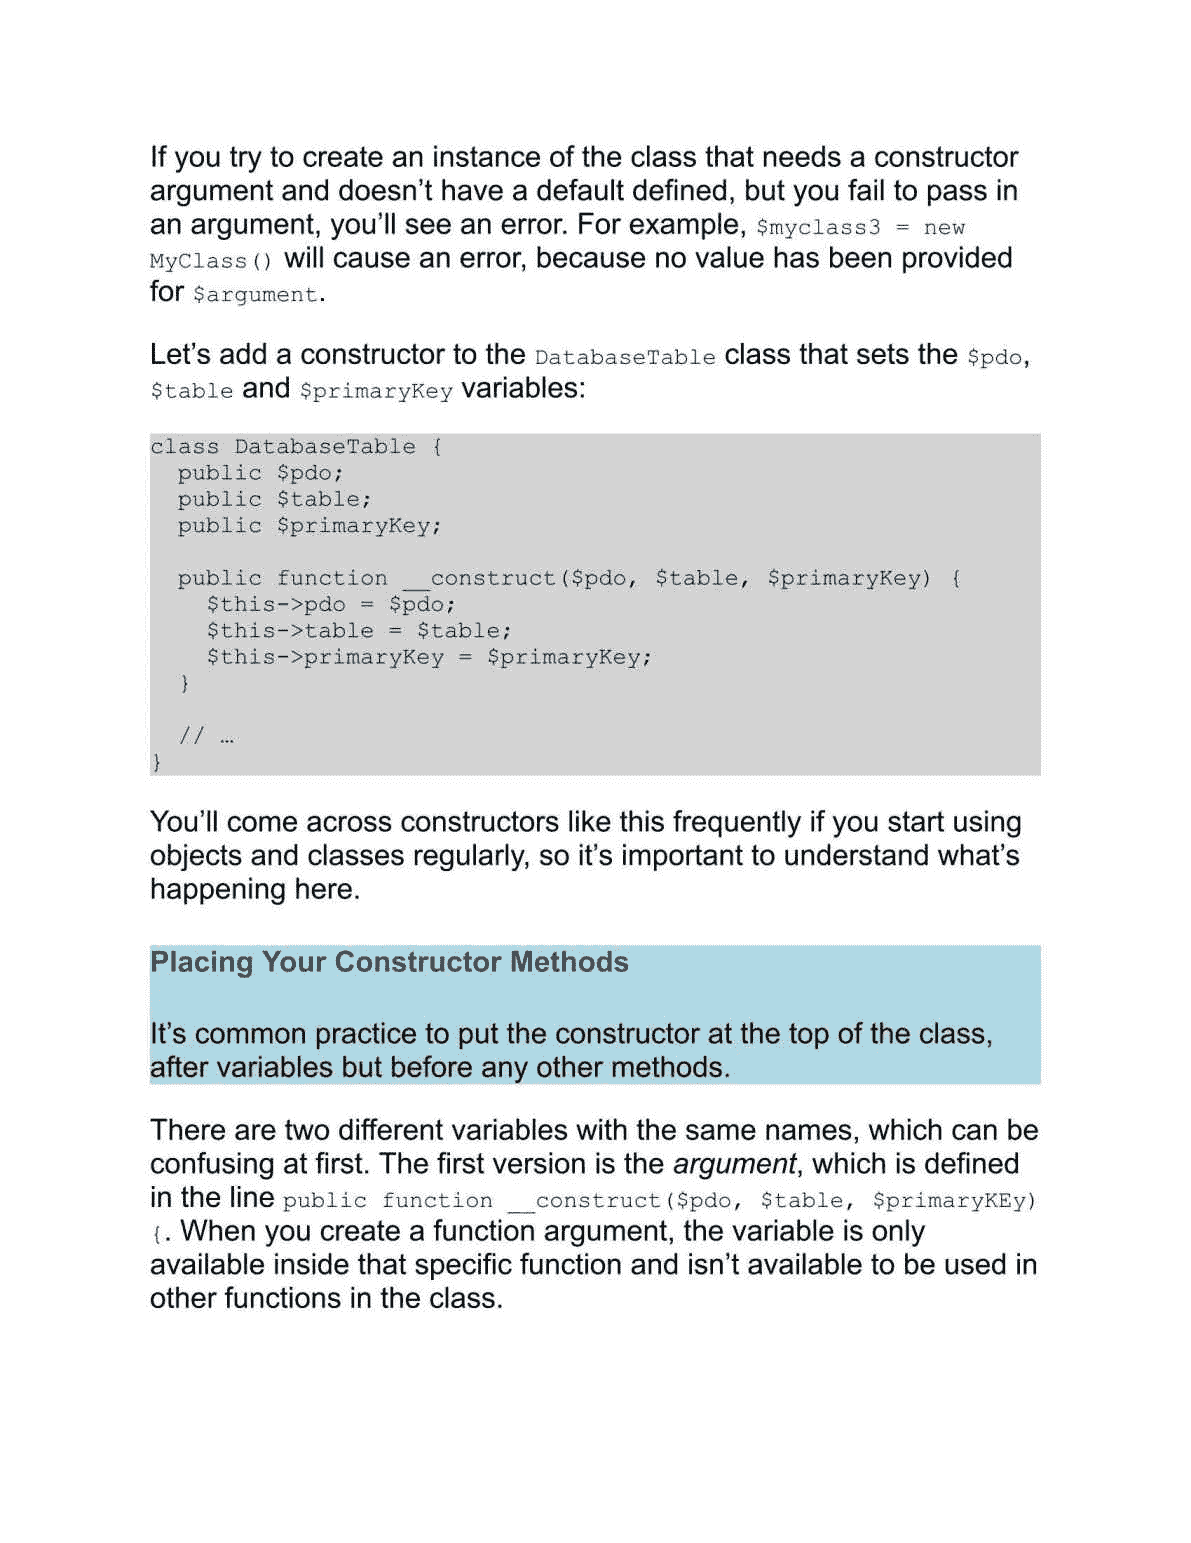 If you try to create an instance of the class that needs a constructor
argument and doesn’t have a default defined, but you fail to pass in
an argument, you’ll see an error. For example, $myclass3 = new
MyClass() will cause an error, because no value has been provided
for $argument.
Let’s add a constructor to the DatabaseTable class that sets the $pdo,
$table and $primaryKey variables:
class DatabaseTable {
  public $pdo;
  public $table;
  public $primaryKey;
  public function __construct($pdo, $table, $primaryKey) {
    $this->pdo = $pdo;
    $this->table = $table;
    $this->primaryKey = $primaryKey;
  }
  // …
}
You’ll come across constructors like this frequently if you start using
objects and classes regularly, so it’s important to understand what’s
happening here.
Placing Your Constructor Methods
It’s common practice to put the constructor at the top of the class,
after variables but before any other methods.
There are two different variables with the same names, which can be
confusing at first. The first version is the argument, which is defined
in the line public function __construct($pdo, $table, $primaryKEy)
{. When you create a function argument, the variable is only
available inside that specific function and isn’t available to be used in
other functions in the class.